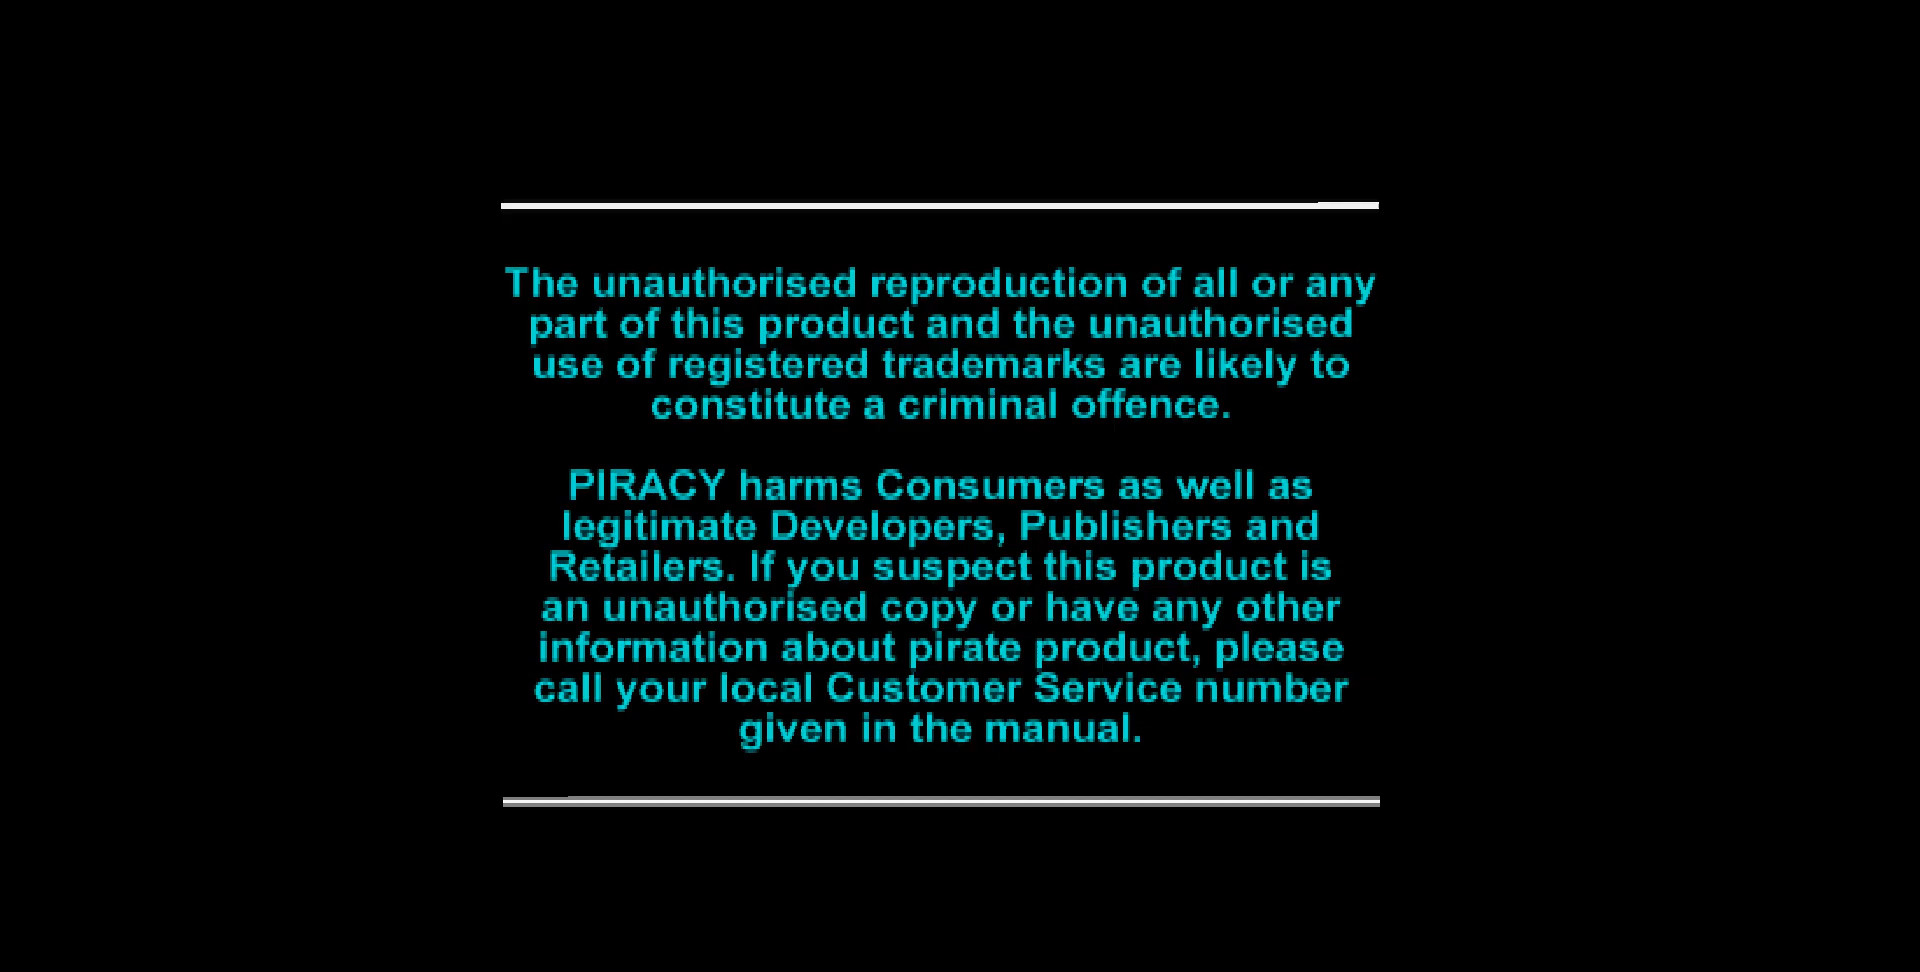 The unauthorised reproduction of all or any
part of this product and the unauthorised
use of registered trademarks are likely to
constitute a criminal offence.
PIRACY harms Consumers as well as
legitimate Developers, Publishers and
Retailers. If you suspect this product is
an unauthorised copy or have any other
information about pirate product, please
call your local Customer Service number
given in the manual.